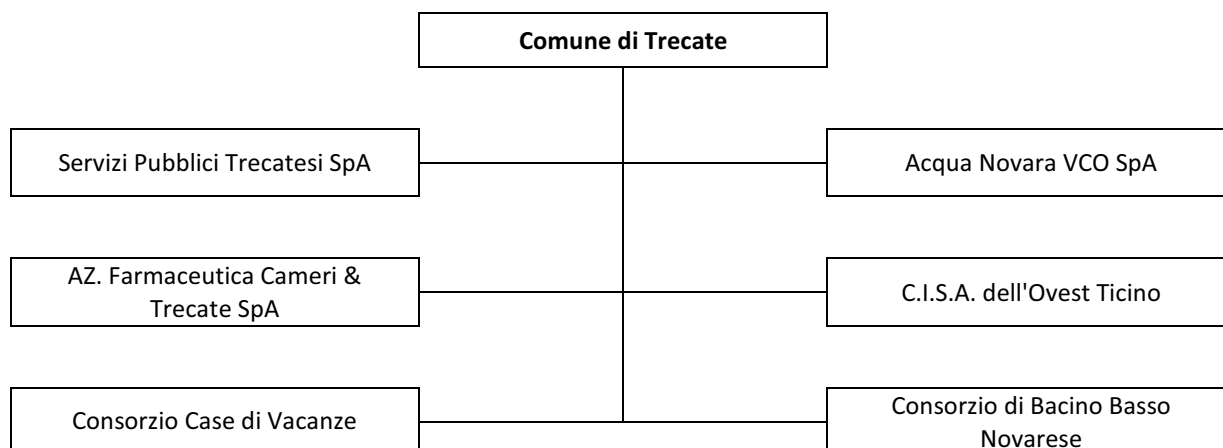 Comune di Trecate
Servizi Pubblici Trecatesi SpA
Acqua Novara VCO SpA
AZ. Farmaceutica Cameri &
Trecate SpA
C.I.S.A. dell'Ovest Ticino
Consorzio Case di Vacanze
Consorzio di Bacino Basso
Novarese